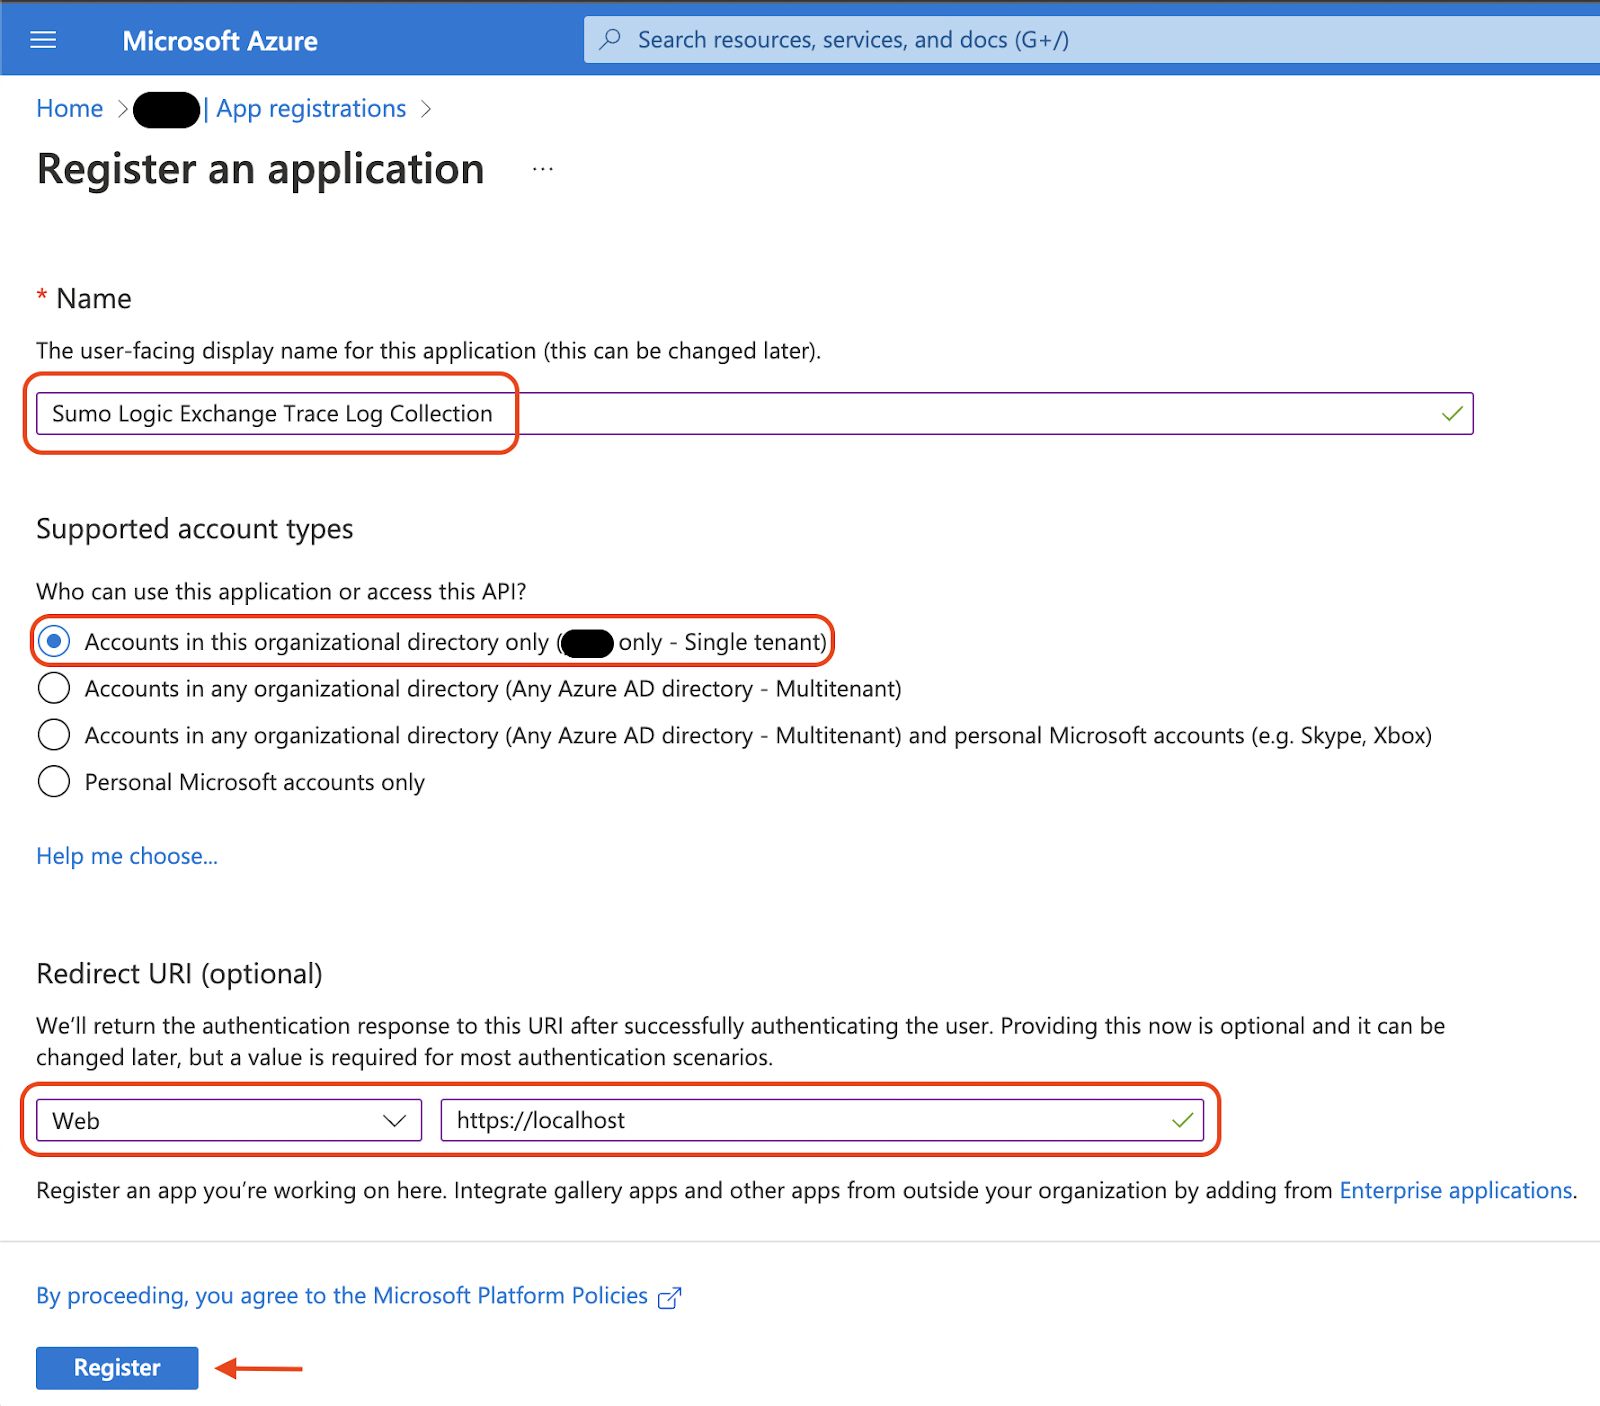 Microsoft Azure
Search resources, services, and docs (G+/)
Home > | App registrations >
Register an application ...
* Name
The user-facing display name for this application (this can be changed later).
Sumo Logic Exchange Trace Log Collection
Supported account types
Who can use this application or access this API?
Accounts in this organizational directory only ( only - Single tenant)
Accounts in any organizational directory (Any Azure AD directory - Multitenant)
Accounts in any organizational directory (Any Azure AD directory - Multitenant) and personal Microsoft accounts (e.g. Skype, Xbox)
Personal Microsoft accounts only
Help me choose...
Redirect URI (optional)
We’ll return the authentication response to this URI after successfully authenticating the user. Providing this now is optional and it can be
changed later, but a value is required for most authentication scenarios.
Web
https://localhost
Register an app you’re working on here. Integrate gallery apps and other apps from outside your organization by adding from Enterprise applications.
By proceeding, you agree to the Microsoft Platform Policies
Register